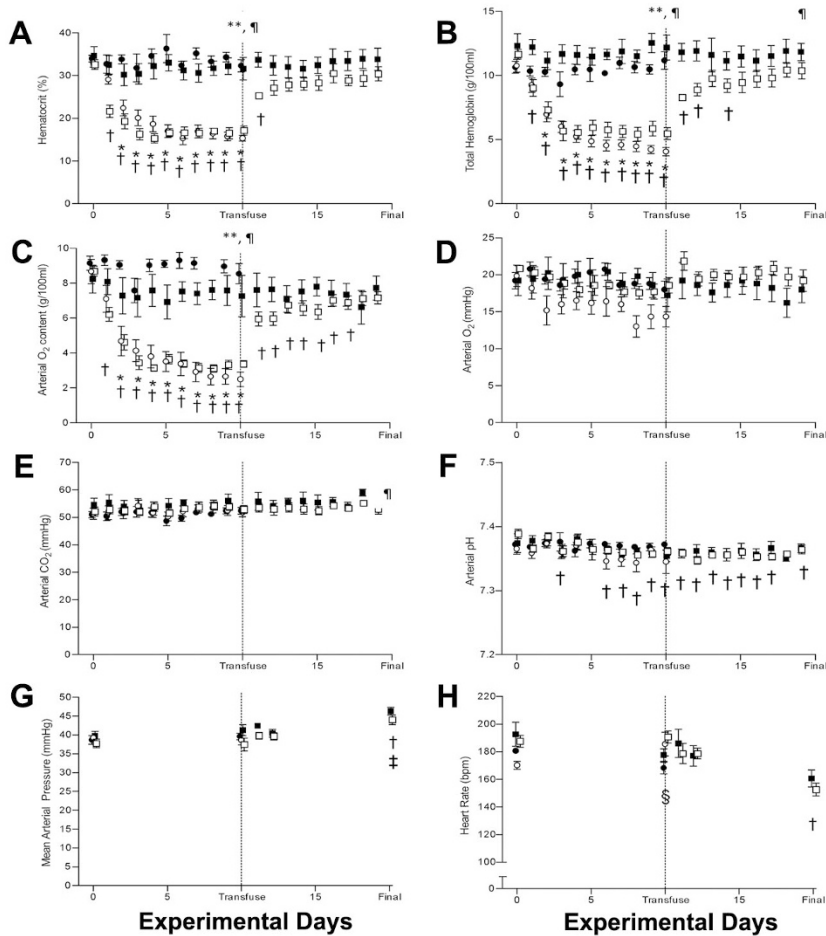 A
**, ¶
Hematocrit (%)
40
30
20
10
0
† † † † † † † † † † †
* * * * * * * * *
0
5
Transfuse
15
Final
B
**, ¶
¶
Total Hemoglobin (g/100ml)
15
10
5
0
† † † † † † † † † † † † †
* * * * * * * * *
0
5
Transfuse
15
Final
C
**, ¶
Arterial O₂ content (g/100ml)
10
8
6
4
2
0
† † † † † † † † † † † † † † † † †
* * * * * * * * *
0
5
Transfuse
15
Final
D
Arterial O₂ (mmHg)
25
20
15
10
5
0
0
5
Transfuse
15
Final
E
Arterial CO₂ (mmHg)
70
60
50
40
30
20
10
0
¶
0
5
Transfuse
15
Final
F
Arterial pH
7.5
7.4
7.3
7.2
† † † † † † † † † † † † † †
0
5
Transfuse
15
Final
G
Mean Arterial Pressure (mmHg)
50
45
40
35
30
25
20
15
10
5
0
†
‡
0
5
Transfuse
15
Final
Experimental Days
H
Heart Rate (bpm)
220
200
180
160
140
120
100
80
0
§
†
0
5
Transfuse
15
Final
Experimental Days